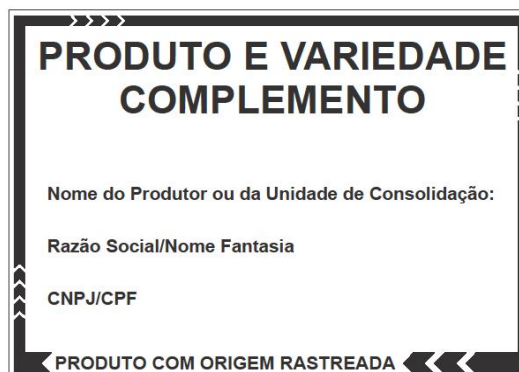 PRODUTO E VARIEDADE
COMPLEMENTO
Nome do Produtor ou da Unidade de Consolidação:
Razão Social/Nome Fantasia
CNPJ/CPF
PRODUTO COM ORIGEM RASTREADA